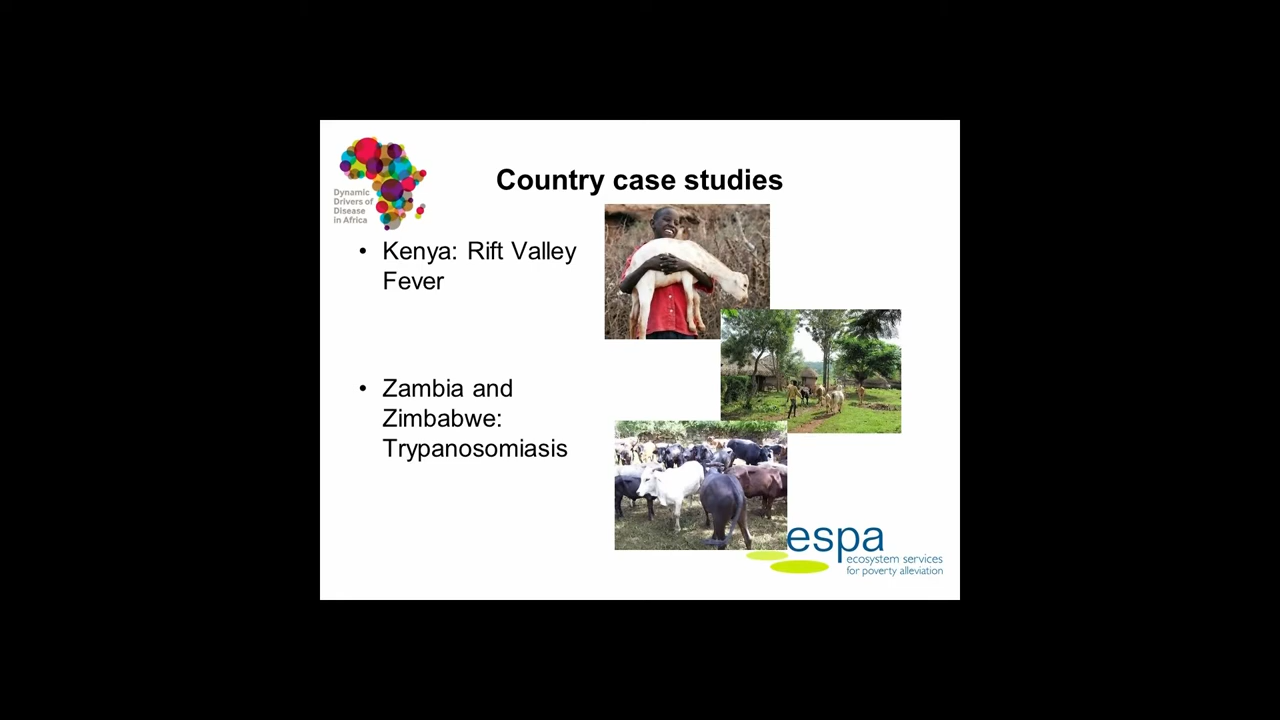 Country case studies
Dynamic
Drivers of
Disease
in Africa
• Kenya: Rift Valley
Fever
• Zambia and
Zimbabwe:
Trypanosomiasis
espa
ecosystem services
for poverty alleviation